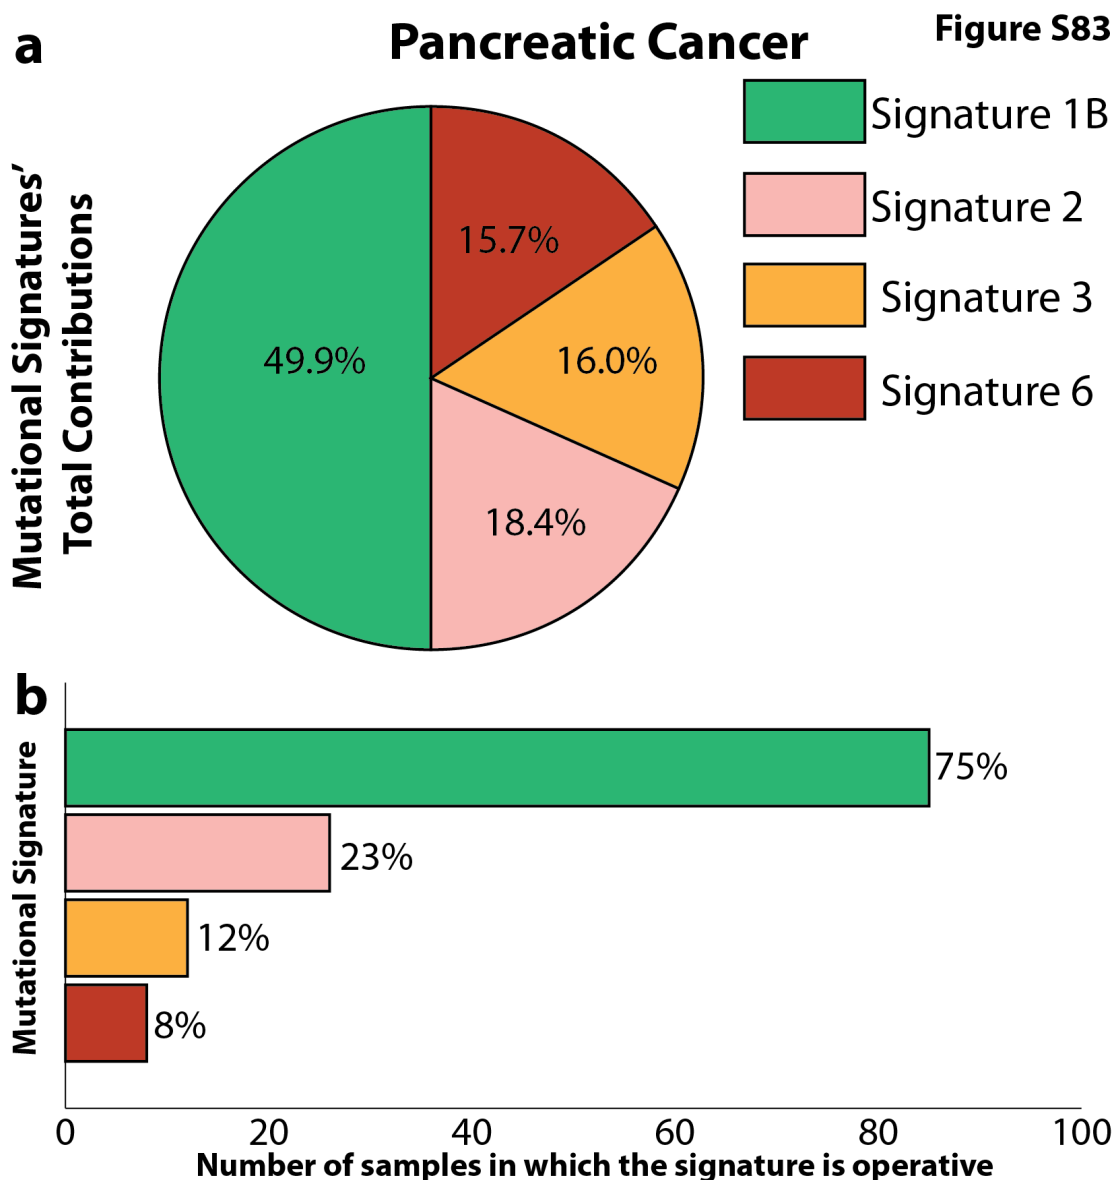 a
Pancreatic Cancer
Figure S83
Mutational Signatures’
Total Contributions
15.7%
49.9%
16.0%
18.4%
Signature 1B
Signature 2
Signature 3
Signature 6
b
Mutational Signature
75%
23%
12%
8%
0 20 40 60 80 100
Number of samples in which the signature is operative